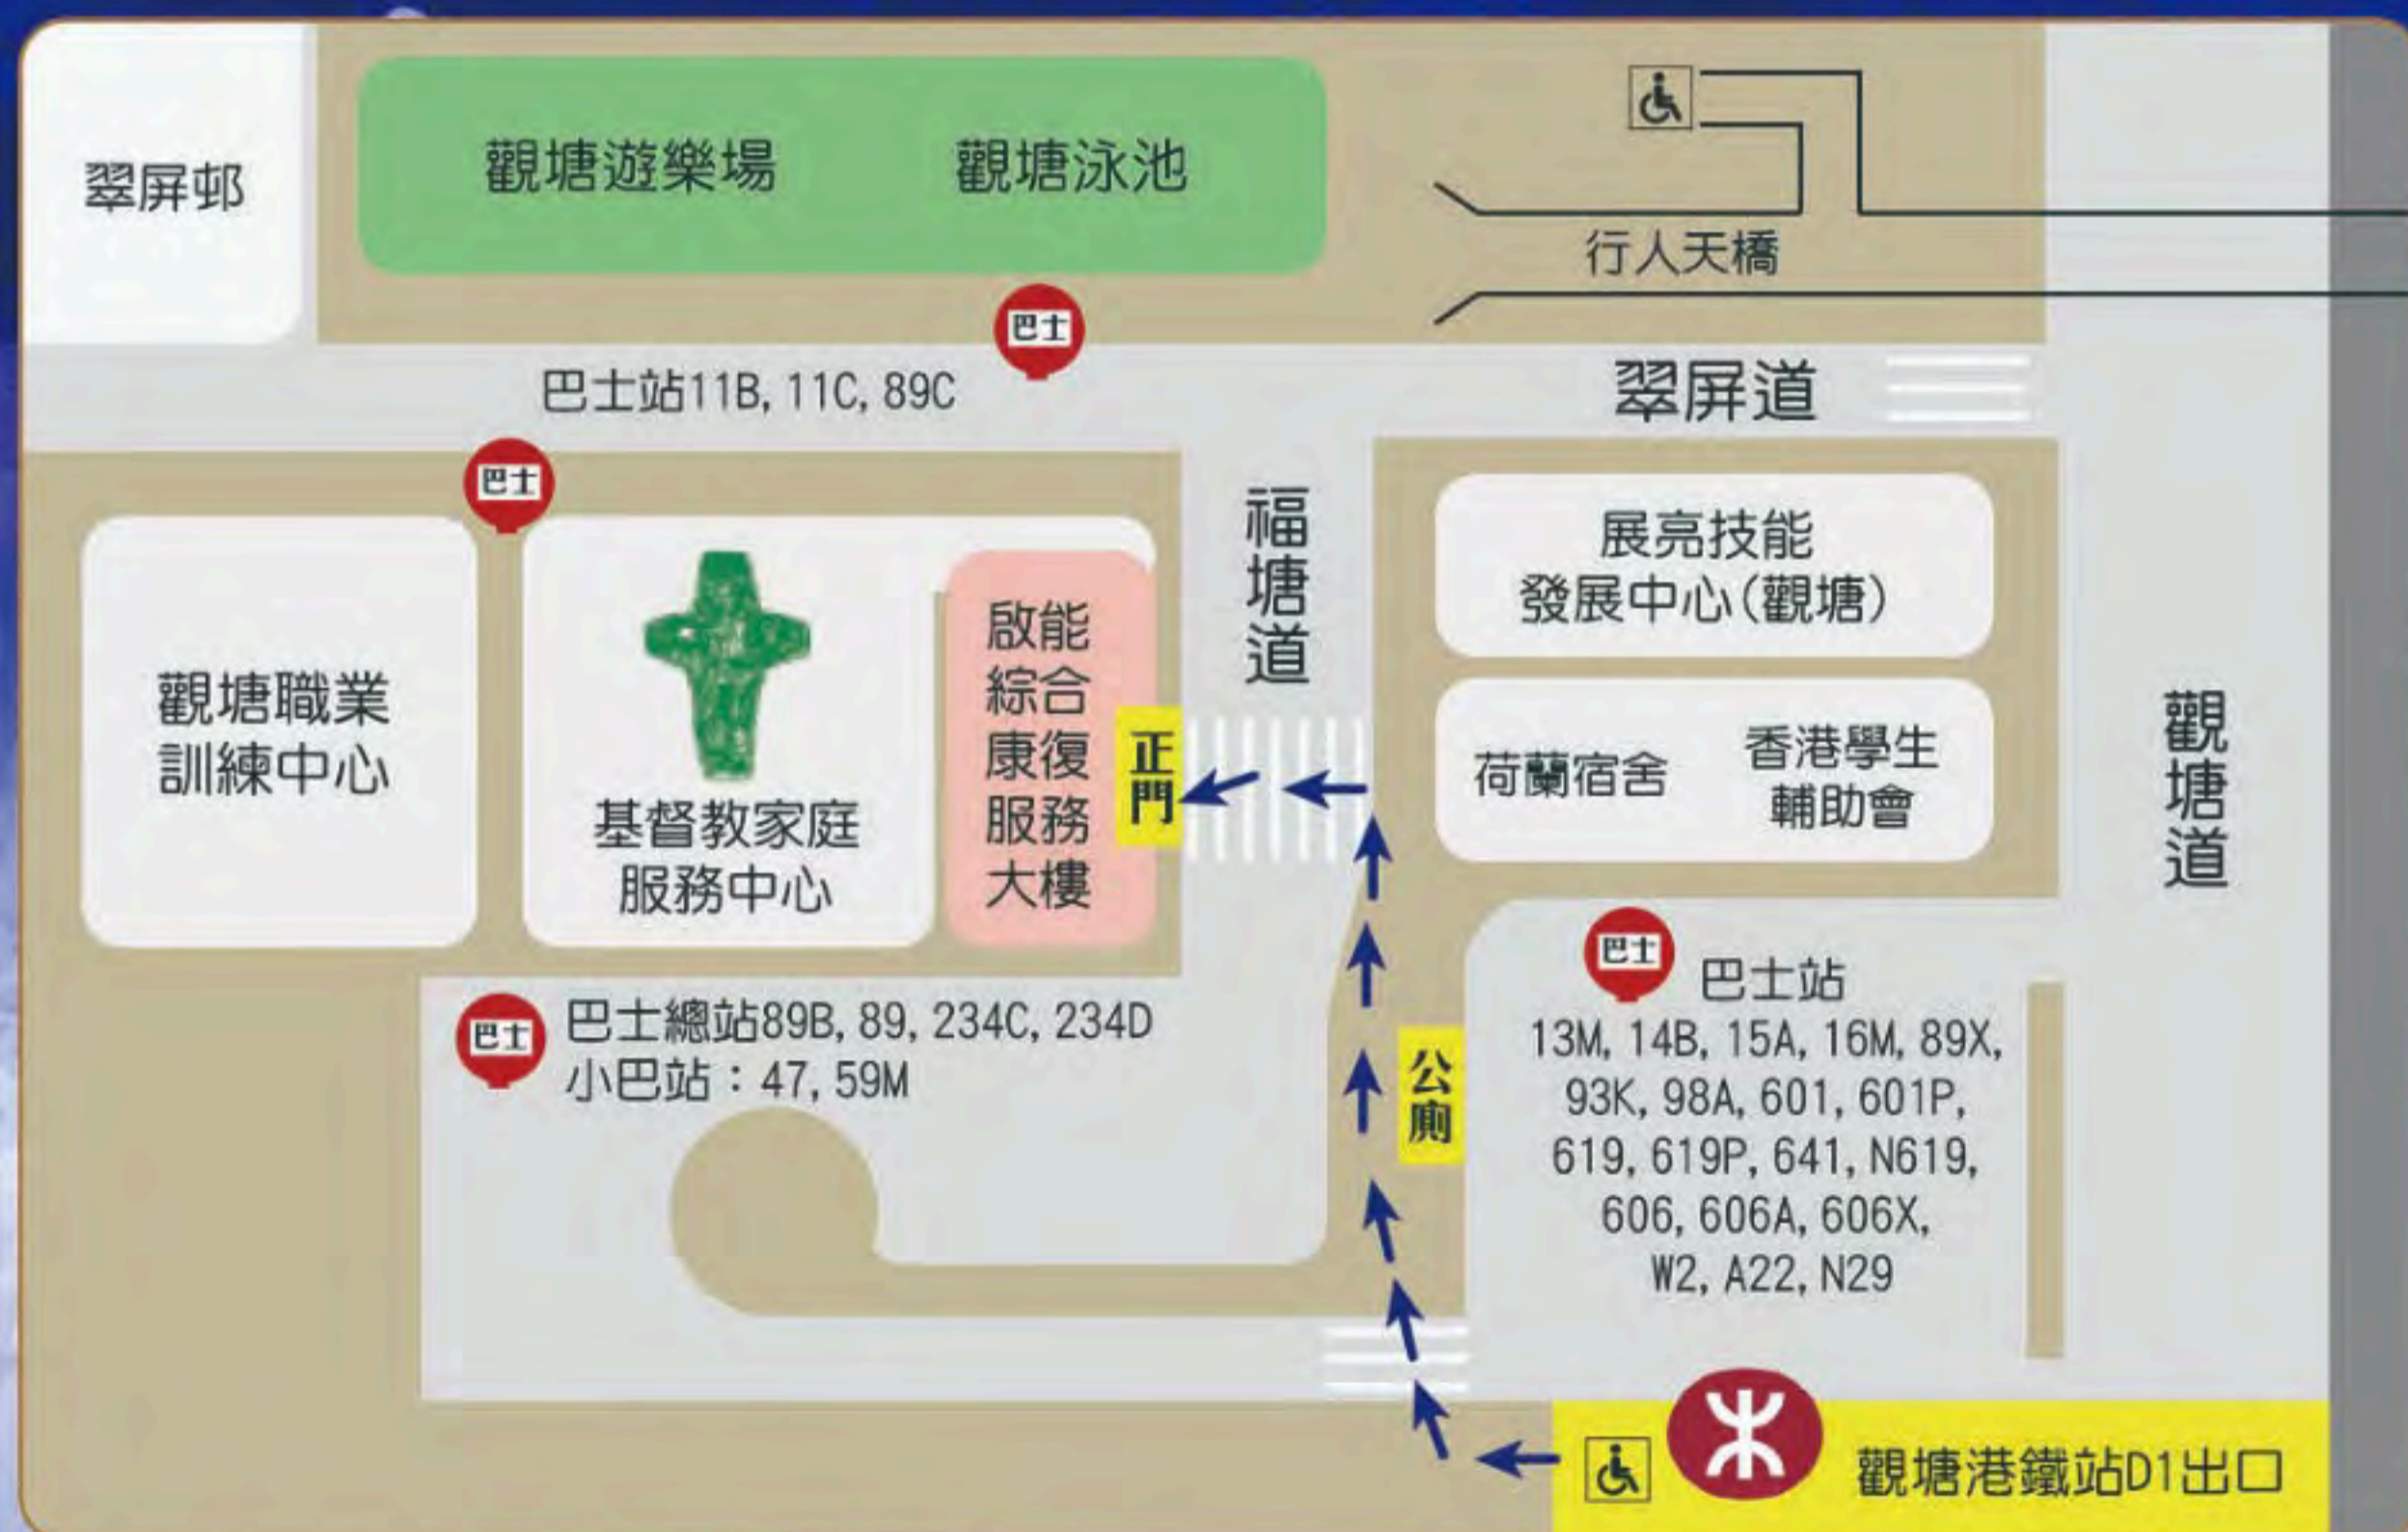 翠屏邨
觀塘遊樂場
觀塘泳池
行人天橋
巴士
巴士站11B, 11C, 89C
翠屏道
巴士
福塘道
展亮技能
發展中心(觀塘)
觀塘職業
訓練中心
基督教家庭
服務中心
啟能
綜合
康復
服務
大樓
正門
荷蘭宿舍
香港學生
輔助會
觀塘道
巴士
巴士總站89B, 89, 234C, 234D
小巴站：47, 59M
公廁
巴士
巴士站
13M, 14B, 15A, 16M, 89X,
93K, 98A, 601, 601P,
619, 619P, 641, N619,
606, 606A, 606X,
W2, A22, N29
觀塘港鐵站D1出口